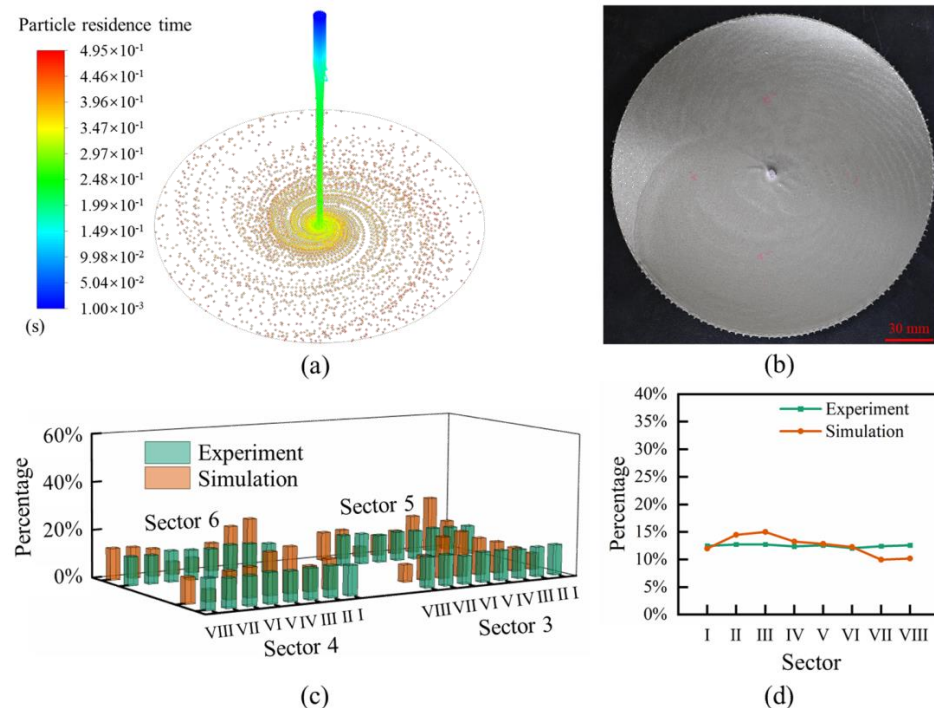 Particle residence time
4.95×10⁻¹
4.46×10⁻¹
3.96×10⁻¹
3.47×10⁻¹
2.97×10⁻¹
2.48×10⁻¹
1.99×10⁻¹
1.49×10⁻¹
9.98×10⁻²
5.04×10⁻²
1.00×10⁻³
(s)
(a)
30 mm
(b)
60%
40%
20%
0%
Percentage
Experiment
Simulation
Sector 6
Sector 5
VIII VII VI V IV III II I
Sector 4
VIII VII VI V IV III II I
Sector 3
(c)
40%
35%
30%
25%
20%
15%
10%
5%
0%
Percentage
Experiment
Simulation
I II III IV V VI VII VIII
Sector
(d)